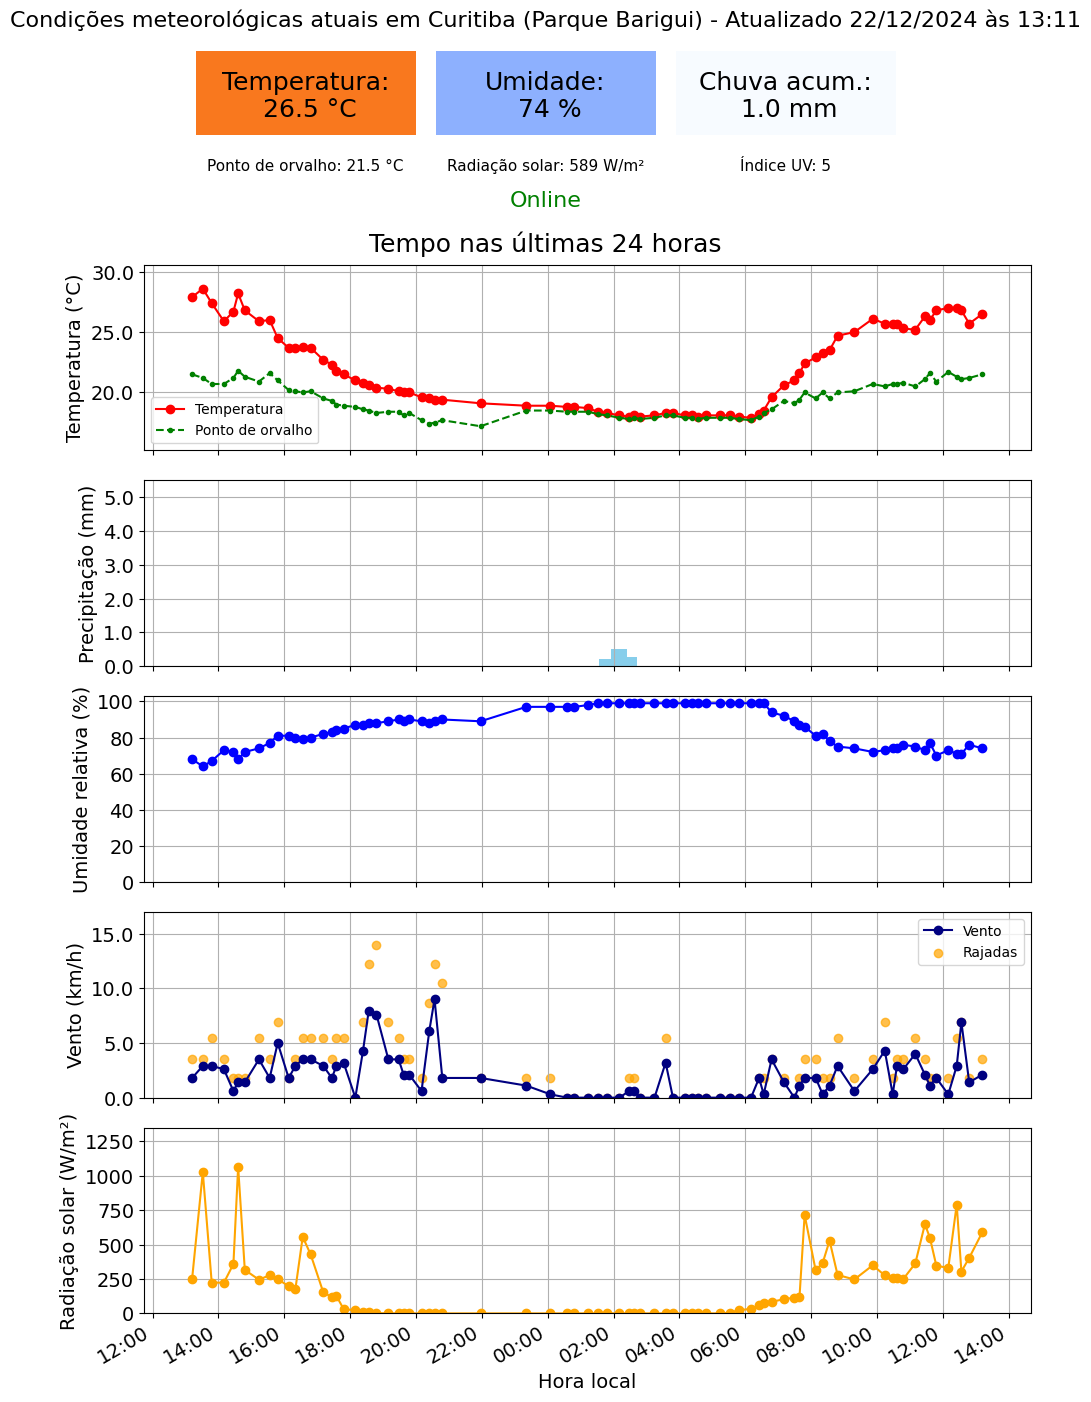 Condições meteorológicas atuais em Curitiba (Parque Barigui) - Atualizado 22/12/2024 às 13:11
Temperatura:
26.5 °C
Umidade:
74 %
Chuva acum.:
1.0 mm
Ponto de orvalho: 21.5 °C
Radiação solar: 589 W/m²
Índice UV: 5
Online
Tempo nas últimas 24 horas
Temperatura (°C)
30.0
25.0
20.0
Temperatura
Ponto de orvalho
Precipitação (mm)
5.0
4.0
3.0
2.0
1.0
0.0
Umidade relativa (%)
100
80
60
40
20
0
Vento (km/h)
15.0
10.0
5.0
0.0
Vento
Rajadas
Radiação solar (W/m²)
1250
1000
750
500
250
0
12:00
14:00
16:00
18:00
20:00
22:00
00:00
02:00
04:00
06:00
08:00
10:00
12:00
14:00
Hora local